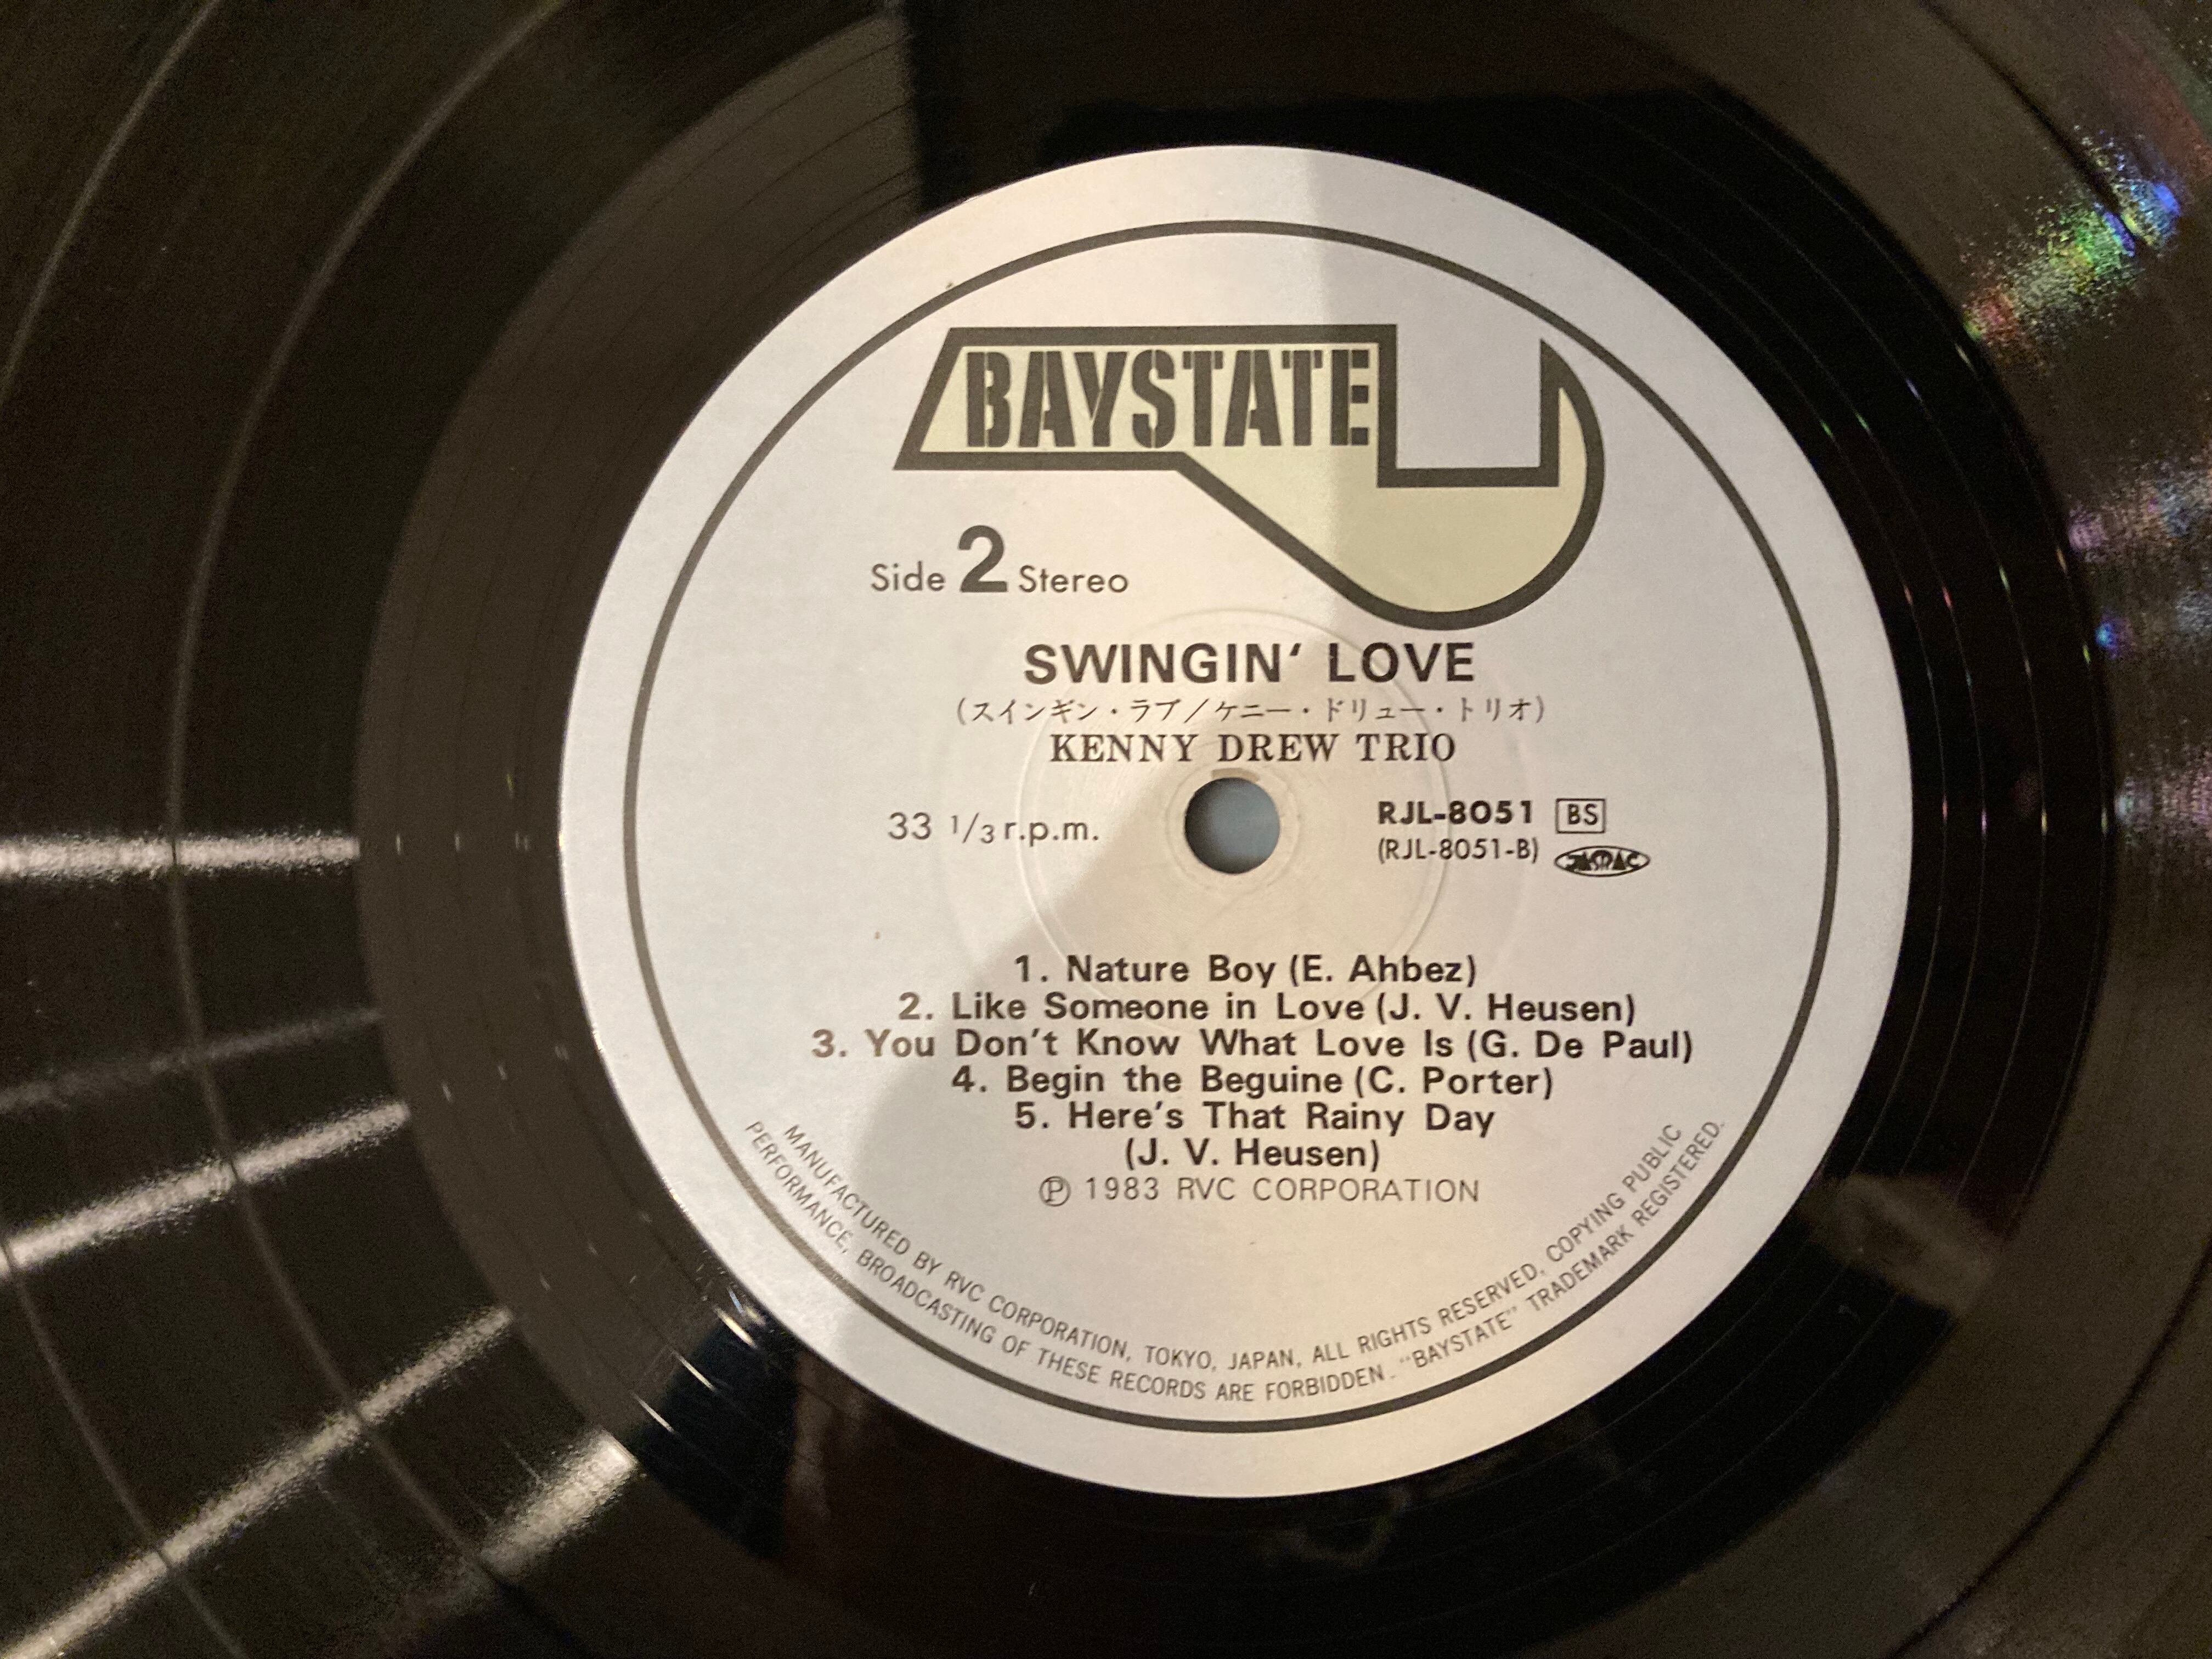 BAYSTATE
Side 2 Stereo
SWINGIN' LOVE
(スインギン・ラブ/ケニー・ドリュー・トリオ)
KENNY DREW TRIO
33 1/3 r.p.m.
RJL-8051 BS
(RJL-8051-B) JASRAC
1. Nature Boy (E. Ahbez)
2. Like Someone in Love (J. V. Heusen)
3. You Don't Know What Love Is (G. De Paul)
4. Begin the Beguine (C. Porter)
5. Here's That Rainy Day
(J. V. Heusen)
Ⓟ 1983 RVC CORPORATION
MANUFACTURED BY RVC CORPORATION, TOKYO, JAPAN, ALL RIGHTS RESERVED, COPYING PUBLIC
PERFORMANCE, BROADCASTING OF THESE RECORDS ARE FORBIDDEN. "BAYSTATE" TRADEMARK REGISTERED.